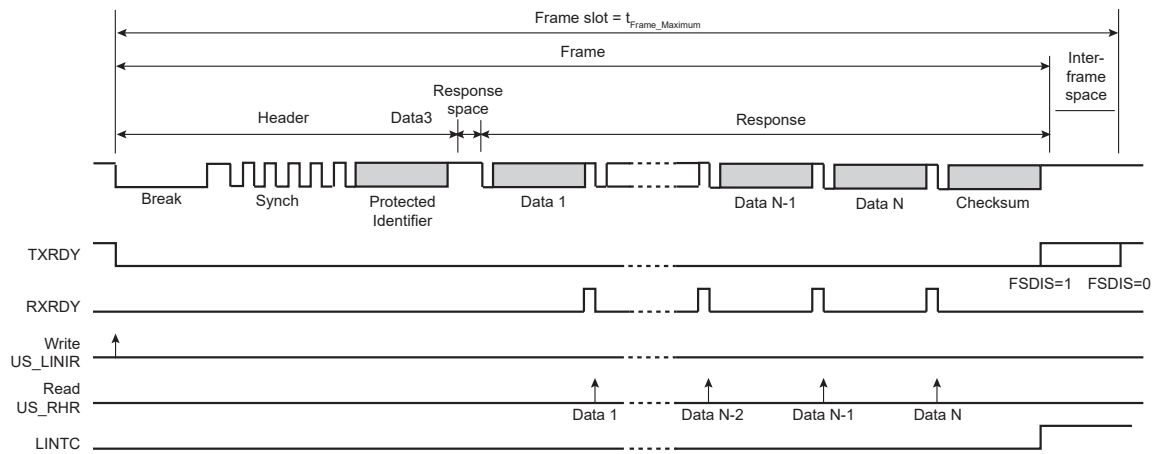 Frame slot = tFrame_Maximum
Frame
Inter-
frame
space
Response
space
Header
Data3
Response
Break
Synch
Protected
Identifier
Data 1
Data N-1
Data N
Checksum
TXRDY
FSDIS=1 FSDIS=0
RXRDY
Write
US_LINIR
Read
US_RHR
Data 1
Data N-2
Data N-1
Data N
LINTC